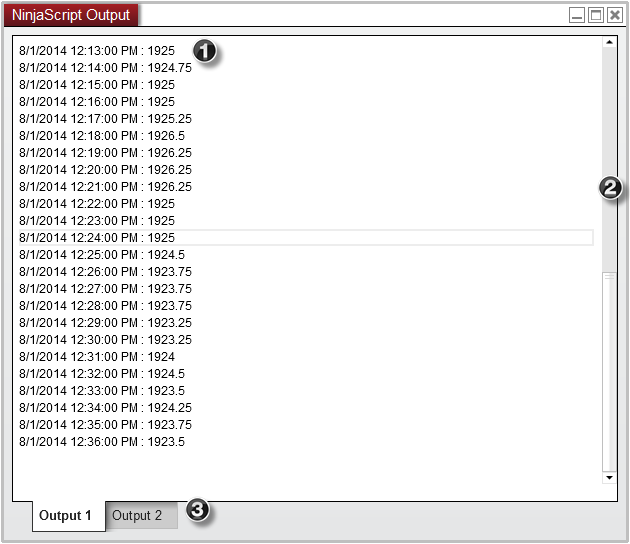 NinjaScript Output
8/1/2014 12:13:00 PM : 1925
1
8/1/2014 12:14:00 PM : 1924.75
8/1/2014 12:15:00 PM : 1925
8/1/2014 12:16:00 PM : 1925
8/1/2014 12:17:00 PM : 1925.25
8/1/2014 12:18:00 PM : 1926.5
8/1/2014 12:19:00 PM : 1926.25
8/1/2014 12:20:00 PM : 1926.25
8/1/2014 12:21:00 PM : 1926.25
2
8/1/2014 12:22:00 PM : 1925
8/1/2014 12:23:00 PM : 1925
8/1/2014 12:24:00 PM : 1925
8/1/2014 12:25:00 PM : 1924.5
8/1/2014 12:26:00 PM : 1923.75
8/1/2014 12:27:00 PM : 1923.75
8/1/2014 12:28:00 PM : 1923.75
8/1/2014 12:29:00 PM : 1923.25
8/1/2014 12:30:00 PM : 1923.25
8/1/2014 12:31:00 PM : 1924
8/1/2014 12:32:00 PM : 1924.5
8/1/2014 12:33:00 PM : 1923.5
8/1/2014 12:34:00 PM : 1924.25
8/1/2014 12:35:00 PM : 1923.75
8/1/2014 12:36:00 PM : 1923.5
Output 1
Output 2
3